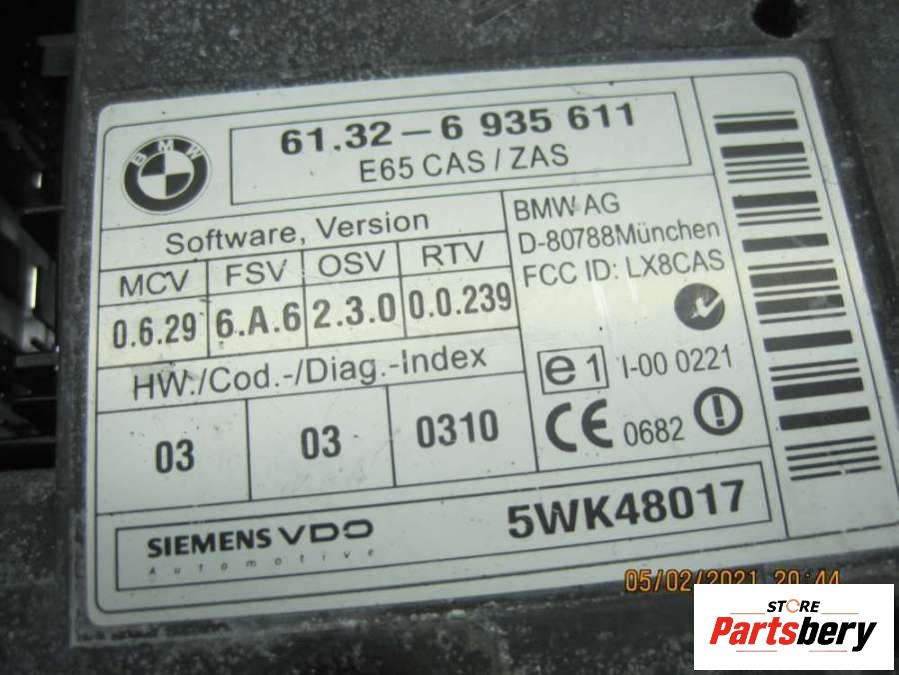 BMW
61.32-6 935 611
E65 CAS/ZAS
Software, Version
MCV FSV OSV RTV
0.6.29 6.A.6 2.3.0 0.0.239
HW./Cod.-/Diag.-Index
03 03 0310
BMW AG
D-80788München
FCC ID: LX8CAS
e1 I-00 0221
CE 0682
SIEMENS VDO
Automotive
5WK48017
05/02/2021 20:44
STORE
Partsbery